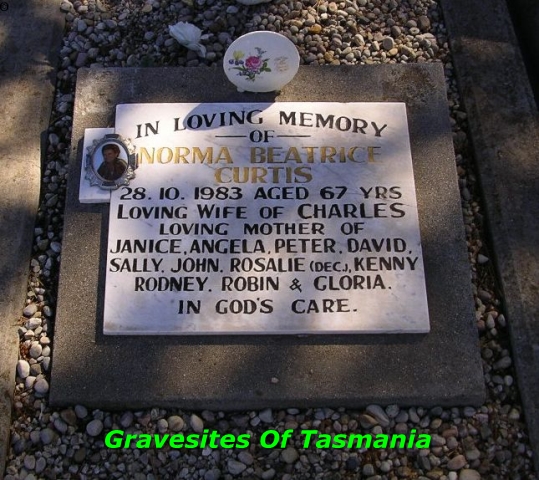 IN LOVING MEMORY
OF
NORMA BEATRICE
CURTIS
28. 10. 1983 AGED 67 YRS
LOVING WIFE OF CHARLES
LOVING MOTHER OF
JANICE, ANGELA, PETER, DAVID,
SALLY, JOHN, ROSALIE (DEC.), KENNY
RODNEY, ROBIN & GLORIA.
IN GOD'S CARE.
Gravesites Of Tasmania